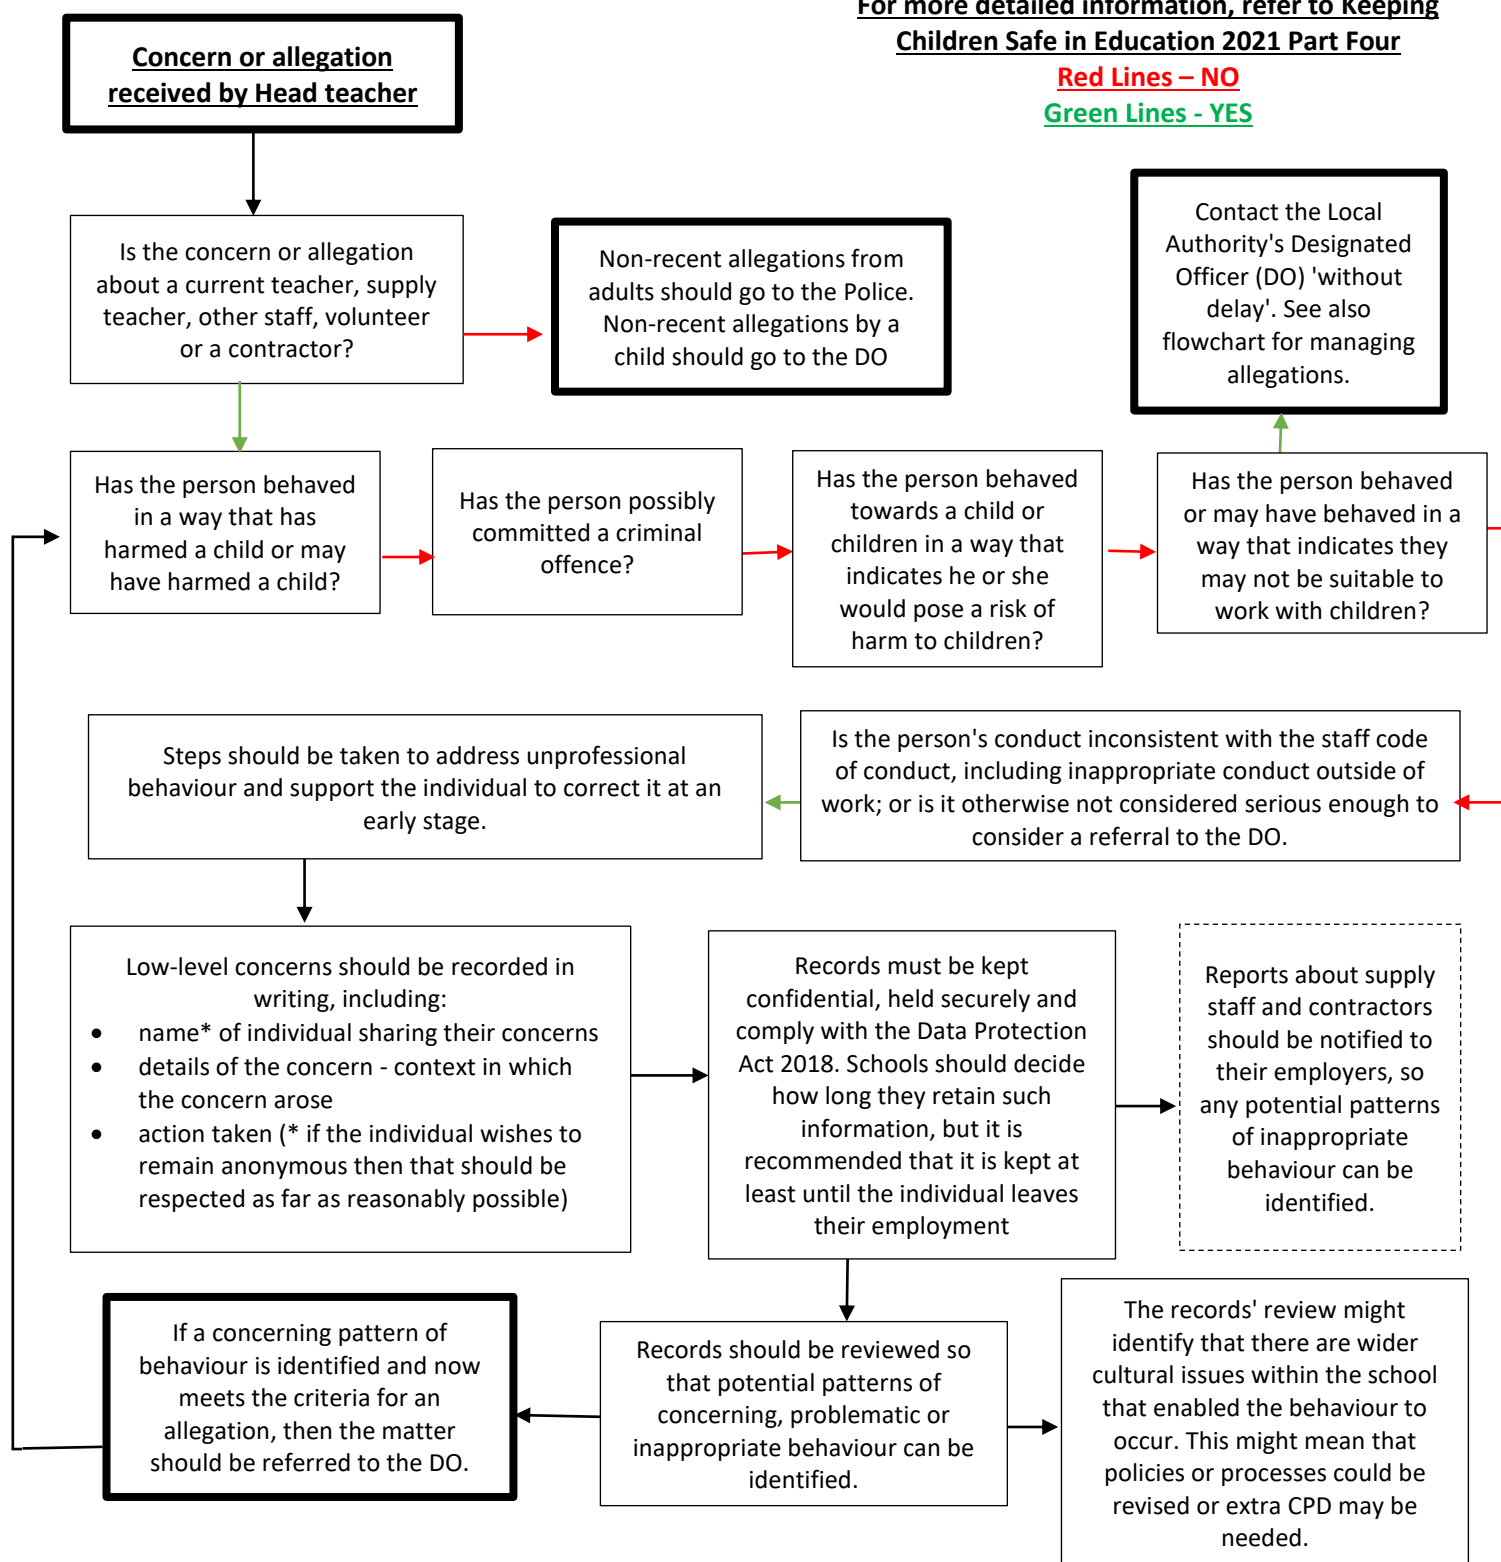 For more detailed information, refer to Keeping
Children Safe in Education 2021 Part Four
Red Lines – NO
Green Lines - YES
Concern or allegation
received by Head teacher
Is the concern or allegation
about a current teacher, supply
teacher, other staff, volunteer
or a contractor?
Non-recent allegations from
adults should go to the Police.
Non-recent allegations by a
child should go to the DO
Contact the Local
Authority's Designated
Officer (DO) 'without
delay'. See also
flowchart for managing
allegations.
Has the person behaved
in a way that has
harmed a child or may
have harmed a child?
Has the person possibly
committed a criminal
offence?
Has the person behaved
towards a child or
children in a way that
indicates he or she
would pose a risk of
harm to children?
Has the person behaved
or may have behaved in a
way that indicates they
may not be suitable to
work with children?
Is the person's conduct inconsistent with the staff code
of conduct, including inappropriate conduct outside of
work; or is it otherwise not considered serious enough to
consider a referral to the DO.
Steps should be taken to address unprofessional
behaviour and support the individual to correct it at an
early stage.
Low-level concerns should be recorded in
writing, including:
• name* of individual sharing their concerns
• details of the concern - context in which
the concern arose
• action taken (* if the individual wishes to
remain anonymous then that should be
respected as far as reasonably possible)
Records must be kept
confidential, held securely and
comply with the Data Protection
Act 2018. Schools should decide
how long they retain such
information, but it is
recommended that it is kept at
least until the individual leaves
their employment
Reports about supply
staff and contractors
should be notified to
their employers, so
any potential patterns
of inappropriate
behaviour can be
identified.
If a concerning pattern of
behaviour is identified and now
meets the criteria for an
allegation, then the matter
should be referred to the DO.
Records should be reviewed so
that potential patterns of
concerning, problematic or
inappropriate behaviour can be
identified.
The records' review might
identify that there are wider
cultural issues within the school
that enabled the behaviour to
occur. This might mean that
policies or processes could be
revised or extra CPD may be
needed.